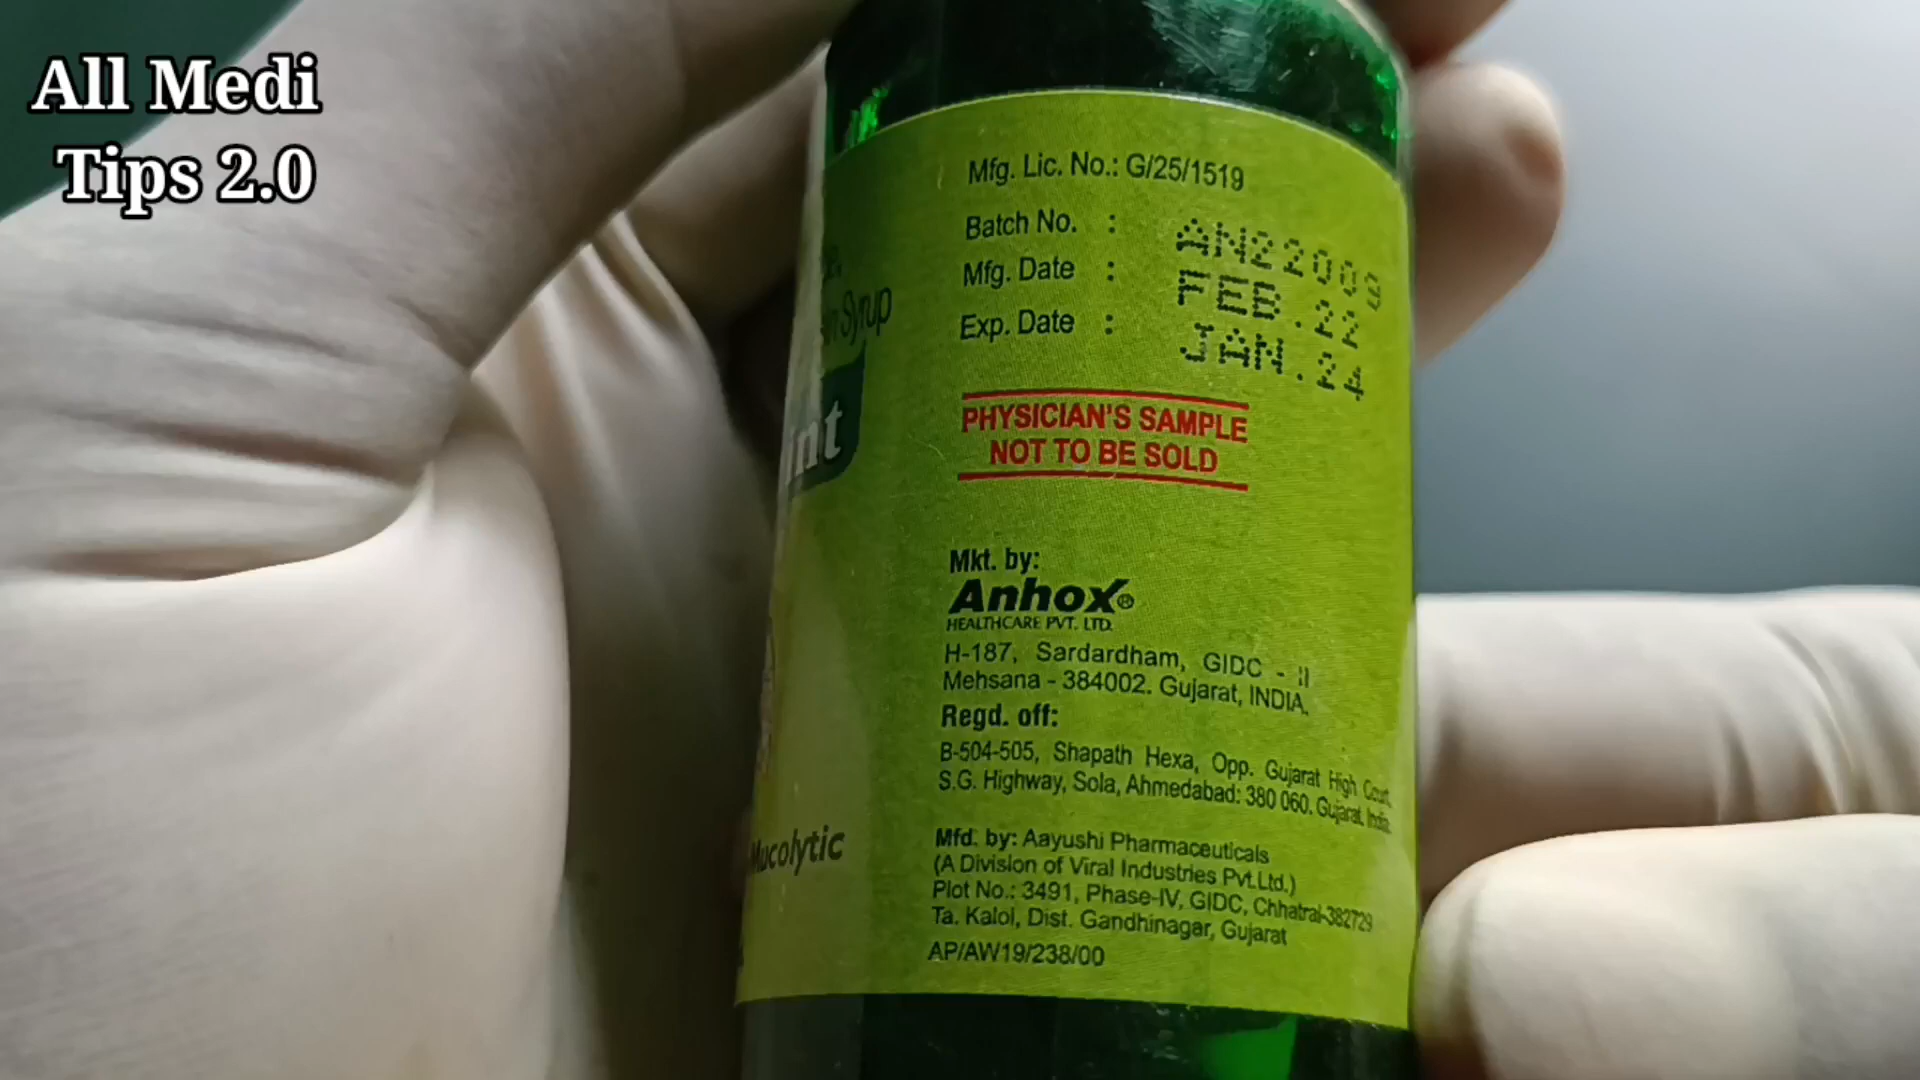 All Medi
Tips 2.0
Syrup
int
Mucolytic
Mfg. Lic. No.: G/25/1519
Batch No. :
Mfg. Date : FEB.22
Exp. Date : JAN.24
PHYSICIAN'S SAMPLE
NOT TO BE SOLD
Mkt. by:
Anhox®
HEALTHCARE PVT. LTD.
H-187, Sardardham, GIDC - II
Mehsana - 384002. Gujarat, INDIA.
Regd. off:
B-504-505, Shapath Hexa, Opp. Gujarat High Court,
S.G. Highway, Sola, Ahmedabad: 380 060. Gujarat, India.
Mfd. by: Aayushi Pharmaceuticals
(A Division of Viral Industries Pvt.Ltd.)
Plot No.: 3491, Phase-IV, GIDC, Chhatral-382729
Ta. Kalol, Dist. Gandhinagar, Gujarat
AP/AW19/238/00